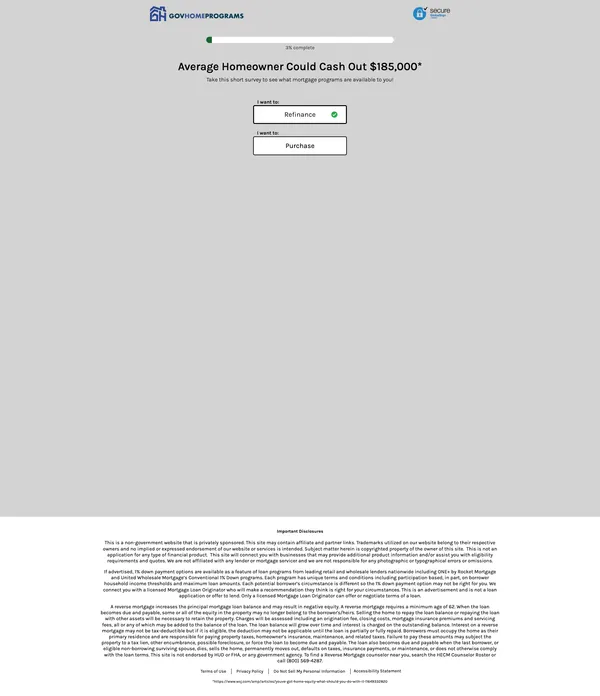 GOVHOMEPROGRAMS
secure
GlobalSign
3% complete
Average Homeowner Could Cash Out $185,000*
Take this short survey to see what mortgage programs are available to you!
I want to:
Refinance
I want to:
Purchase
Important Disclosures
This is a non-government website that is privately sponsored. This site may contain affiliate and partner links. Trademarks utilized on our website belong to their respective
owners and no implied or expressed endorsement of our website or services is intended. Subject matter herein is copyrighted property of the owner of this site. This is not an
application for any type of financial product. This site will connect you with businesses that may provide additional product information and/or assist you with eligibility
requirements and quotes. We are not affiliated with any lender or mortgage servicer and we are not responsible for any photographic or typographical errors or omissions.
If advertised, 1% down payment options are available as a feature of loan programs from leading retail and wholesale lenders nationwide including ONE+ by Rocket Mortgage
and United Wholesale Mortgage's Conventional 1% Down programs. Each program has unique terms and conditions including participation based, in part, on borrower
household income thresholds and maximum loan amounts. Each potential borrower's circumstance is different so the 1% down payment option may not be right for you. We
connect you with a licensed Mortgage Loan Originator who will make a recommendation they think is right for your circumstances. This is an advertisement and is not a loan
application or offer to lend. Only a licensed Mortgage Loan Originator can offer or negotiate terms of a loan.
A reverse mortgage increases the principal mortgage loan balance and may result in negative equity. A reverse mortgage requires a minimum age of 62. When the loan
becomes due and payable, some or all of the equity in the property may no longer belong to the borrower/heirs. Selling the home to repay the loan balance or repaying the loan
with other assets will be necessary to retain the property. Charges will be assessed including an origination fee, closing costs, mortgage insurance premiums and servicing
fees, all or any of which may be added to the balance of the loan. The loan balance will grow over time and interest is charged on the outstanding balance. Interest on a reverse
mortgage may not be tax-deductible but if it is eligible, the deduction may not be applicable until the loan is partially or fully repaid. Borrowers must occupy the home as their
primary residence and are responsible for paying property taxes, homeowner's insurance, maintenance, and related taxes. Failure to pay these amounts may subject the
property to a tax lien, other encumbrance, possible foreclosure, or force the loan to become due and payable. The loan also becomes due and payable when the last borrower, or
eligible non-borrowing surviving spouse, dies, sells the home, permanently moves out, defaults on taxes, insurance payments, or maintenance, or does not otherwise comply
with the loan terms. This site is not endorsed by HUD or FHA, or any government agency. To find a Reverse Mortgage counselor near you, search the HECM Counselor Roster or
call (800) 569-4287.
Terms of Use | Privacy Policy | Do Not Sell My Personal Information | Accessibility Statement